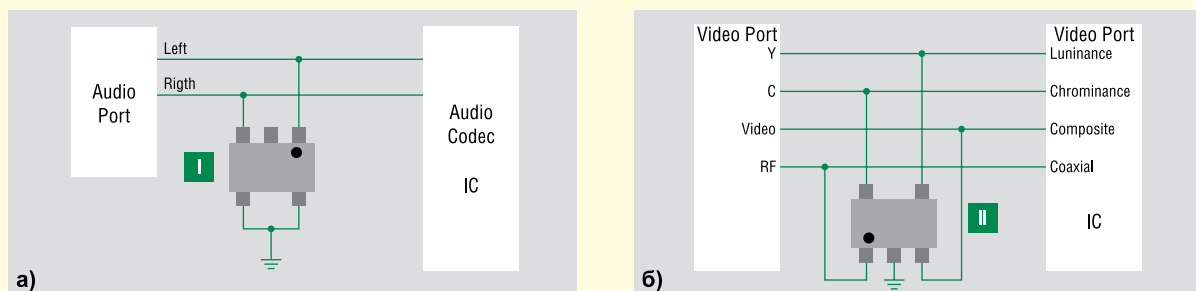 Audio
Port
Left
Rigth
Audio
Codec
IC
I
а)
Video Port
Y
C
Video
RF
Video Port
Luninance
Chrominance
Composite
Coaxial
IC
II
б)